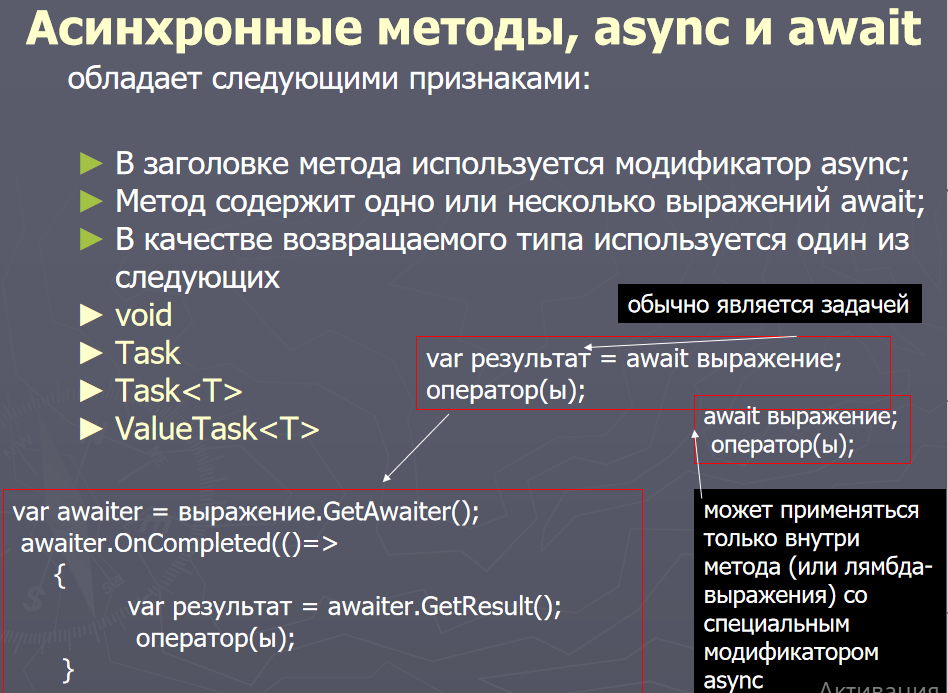 Асинхронные методы, async и await
обладает следующими признаками:
► В заголовке метода используется модификатор async;
► Метод содержит одно или несколько выражений await;
► В качестве возвращаемого типа используется один из
следующих
► void
► Task
► Task<T>
► ValueTask<T>
обычно является задачей
var результат = await выражение;
оператор(ы);
await выражение;
оператор(ы);
var awaiter = выражение.GetAwaiter();
awaiter.OnCompleted(()=>
{
var результат = awaiter.GetResult();
оператор(ы);
}
может применяться
только внутри
метода (или лямбда-
выражения) со
специальным
модификатором
async
Активация